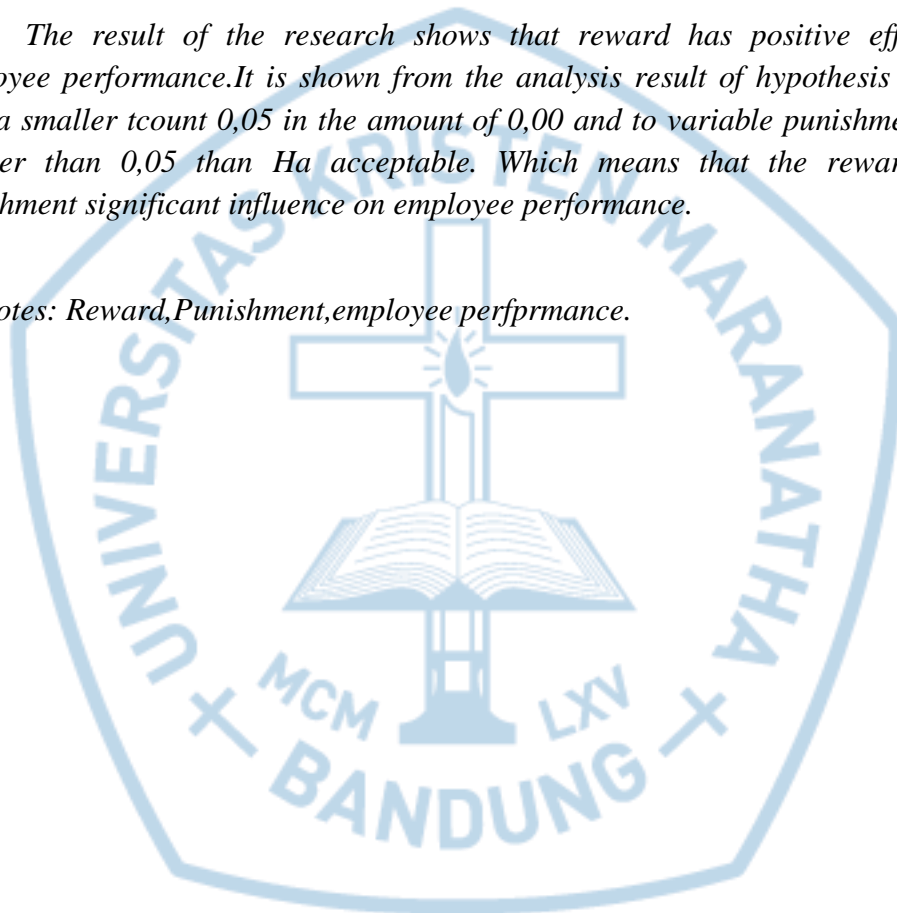 The result of the research shows that reward has positive eff
oyee performance.It is shown from the analysis result of hypothesis
a smaller tcount 0,05 in the amount of 0,00 and to variable punishme
er than 0,05 than Ha acceptable. Which means that the rewar
hment significant influence on employee performance.
otes: Reward,Punishment,employee perfprmance.
UNIVERSITAS KRISTEN MARANATHA
MCM LXV
BANDUNG